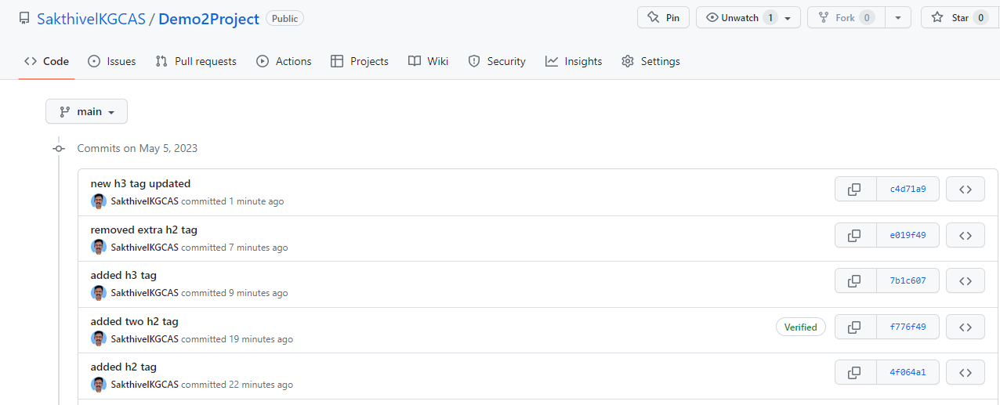 SakthivelKGCAS / Demo2Project Public Pin Unwatch 1 Fork 0 Star 0
Code Issues Pull requests Actions Projects Wiki Security Insights Settings
main
Commits on May 5, 2023
new h3 tag updated
SakthivelKGCAS committed 1 minute ago c4d71a9
removed extra h2 tag
SakthivelKGCAS committed 7 minutes ago e019f49
added h3 tag
SakthivelKGCAS committed 9 minutes ago 7b1c607
added two h2 tag
SakthivelKGCAS committed 19 minutes ago Verified f776f49
added h2 tag
SakthivelKGCAS committed 22 minutes ago 4f064a1